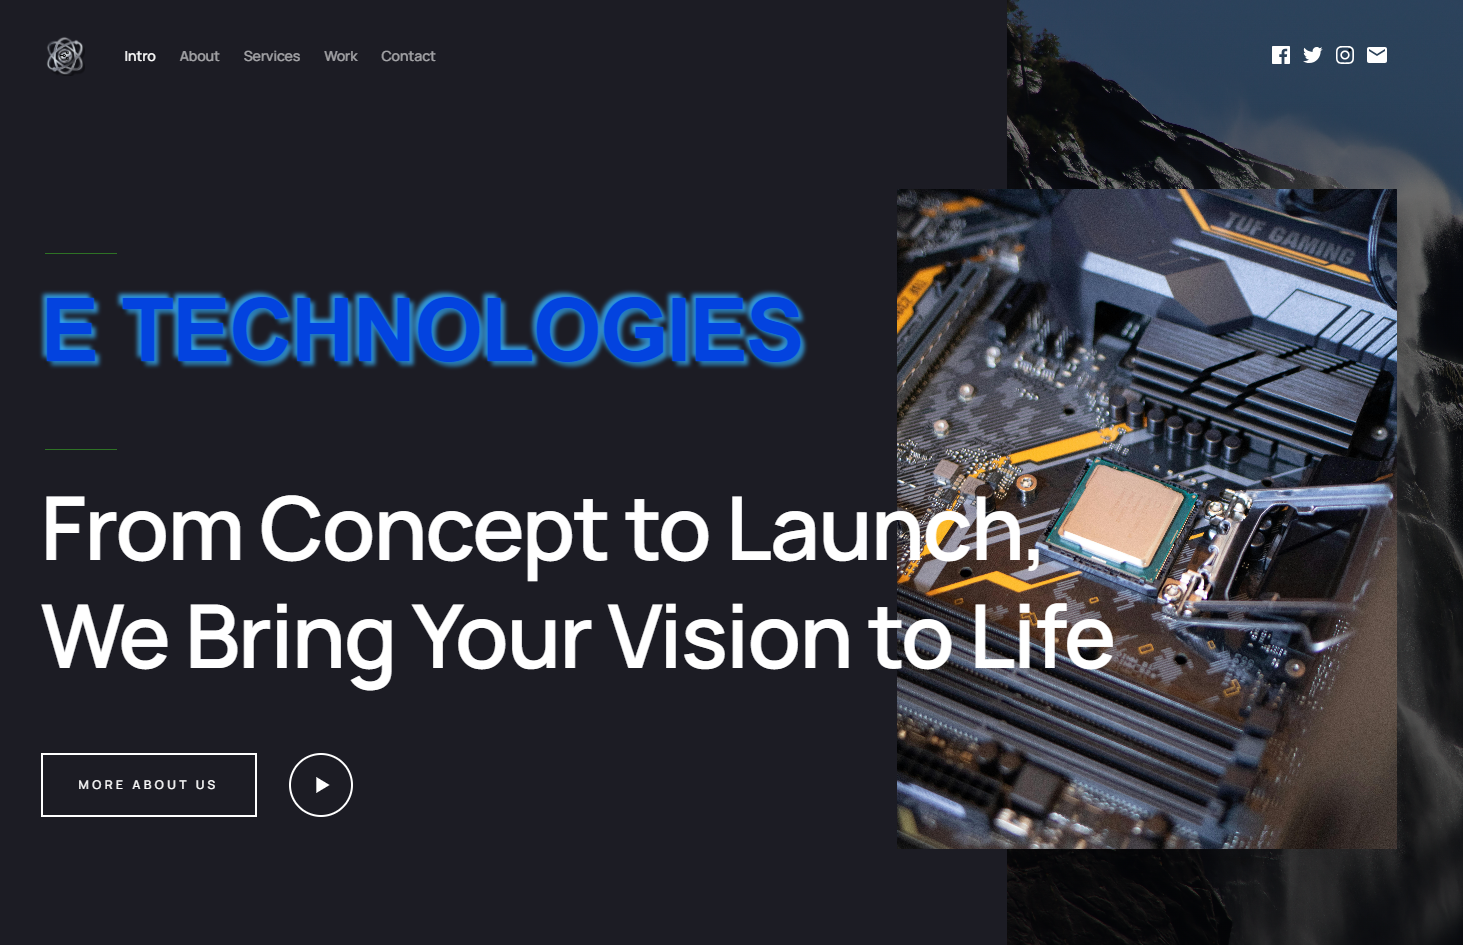 Intro About Services Work Contact
TUF GAMING
E TECHNOLOGIES
From Concept to Launch,
We Bring Your Vision to Life
MORE ABOUT US